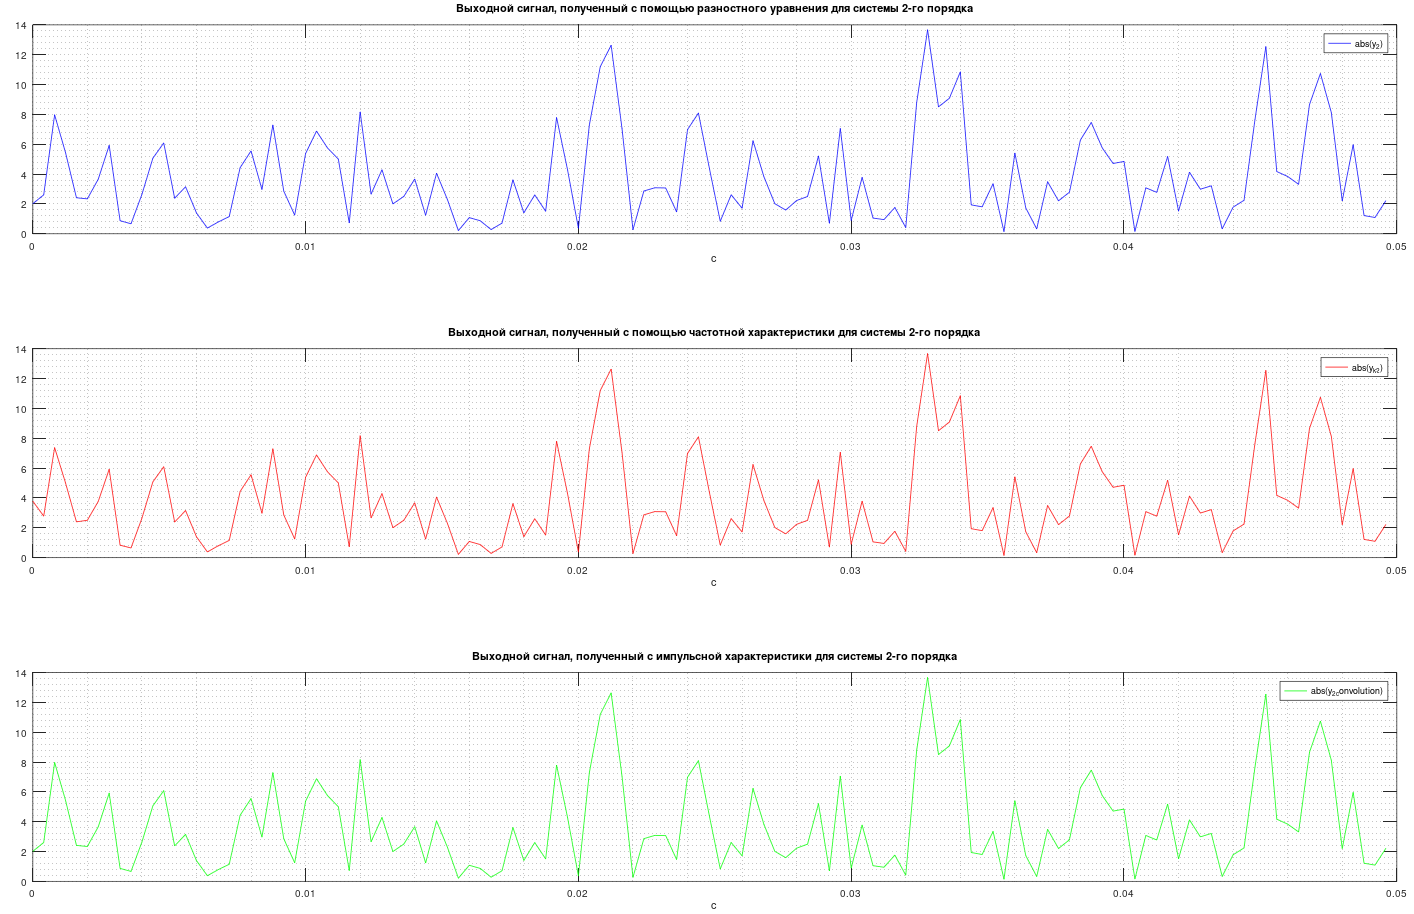 Выходной сигнал, полученный с помощью разностного уравнения для системы 2-го порядка
14
12
10
8
6
4
2
0
abs(y2)
0 0.01 0.02 0.03 0.04 0.05
с
Выходной сигнал, полученный с помощью частотной характеристики для системы 2-го порядка
14
12
10
8
6
4
2
0
abs(yk2)
0 0.01 0.02 0.03 0.04 0.05
с
Выходной сигнал, полученный с импульсной характеристики для системы 2-го порядка
14
12
10
8
6
4
2
0
abs(y2convolution)
0 0.01 0.02 0.03 0.04 0.05
с